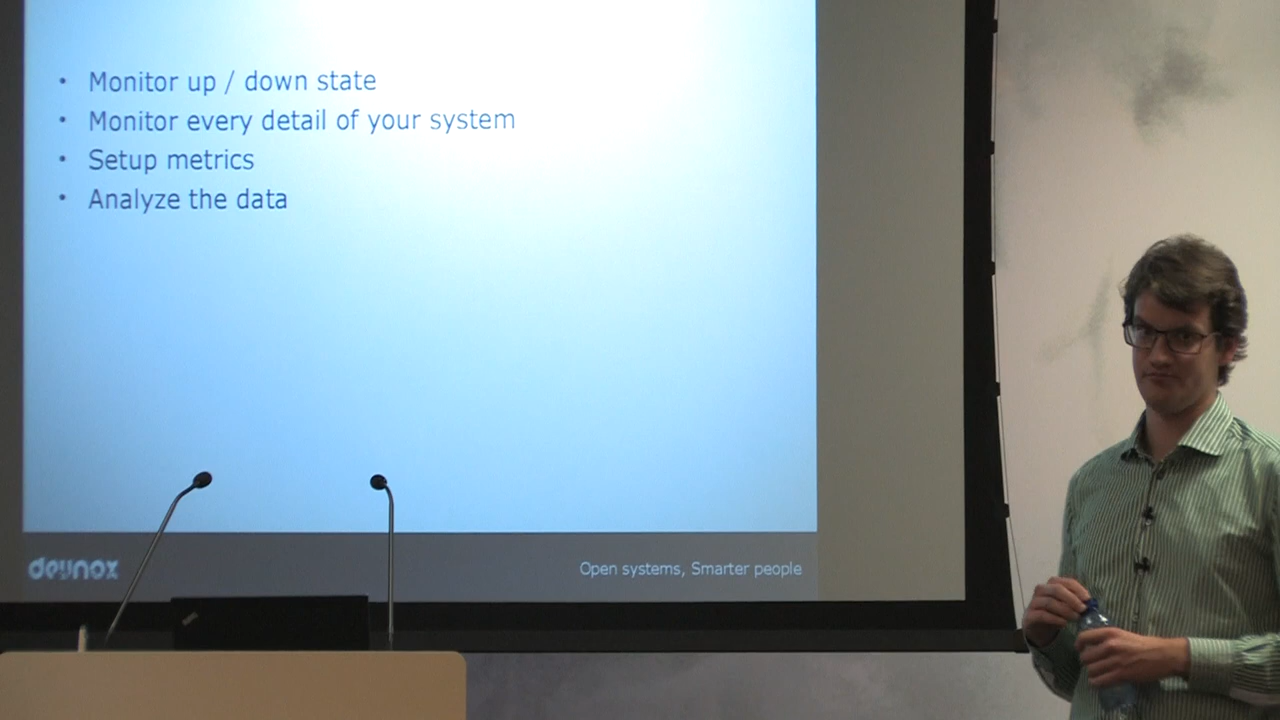 • Monitor up / down state
• Monitor every detail of your system
• Setup metrics
• Analyze the data
deynox
Open systems, Smarter people